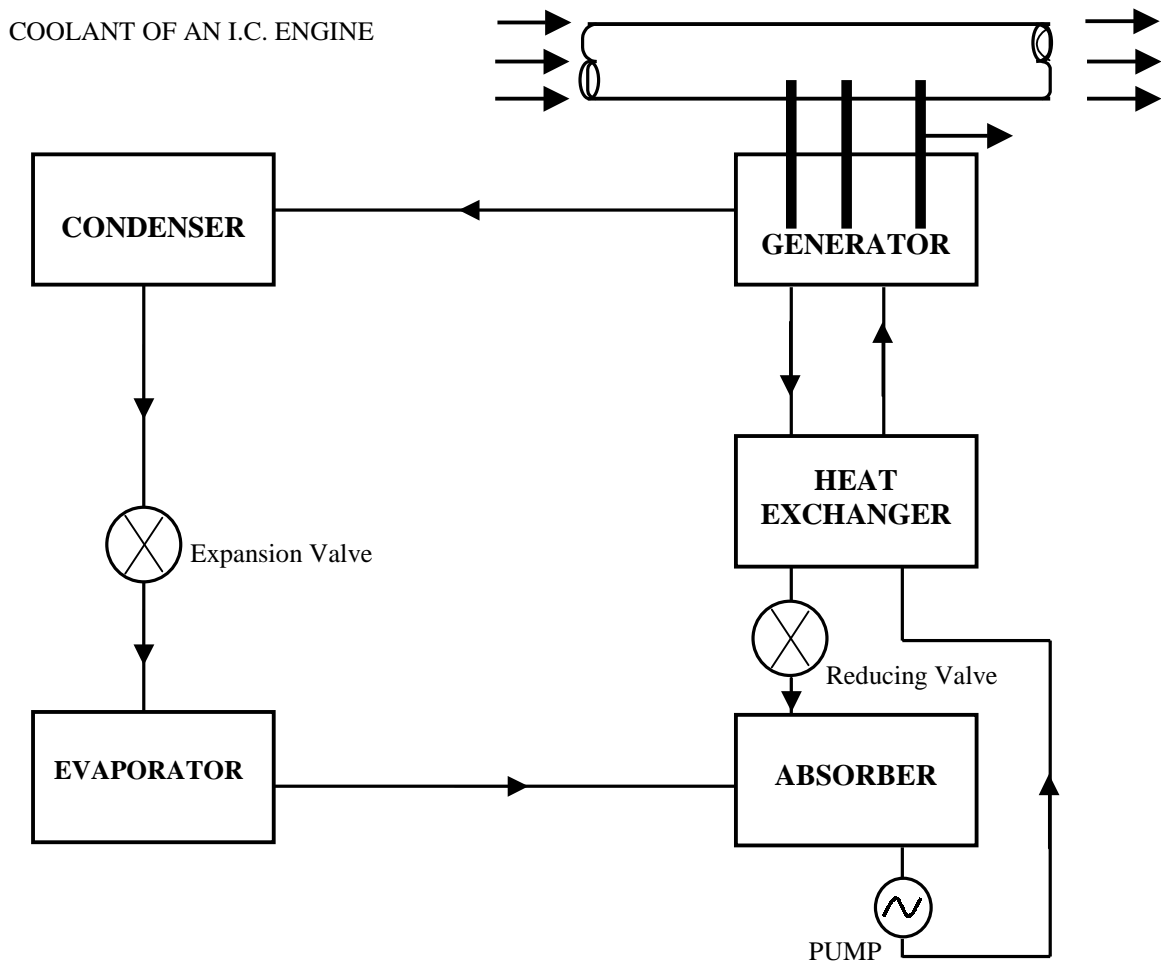 COOLANT OF AN I.C. ENGINE
CONDENSER
GENERATOR
HEAT
EXCHANGER
Expansion Valve
Reducing Valve
EVAPORATOR
ABSORBER
PUMP